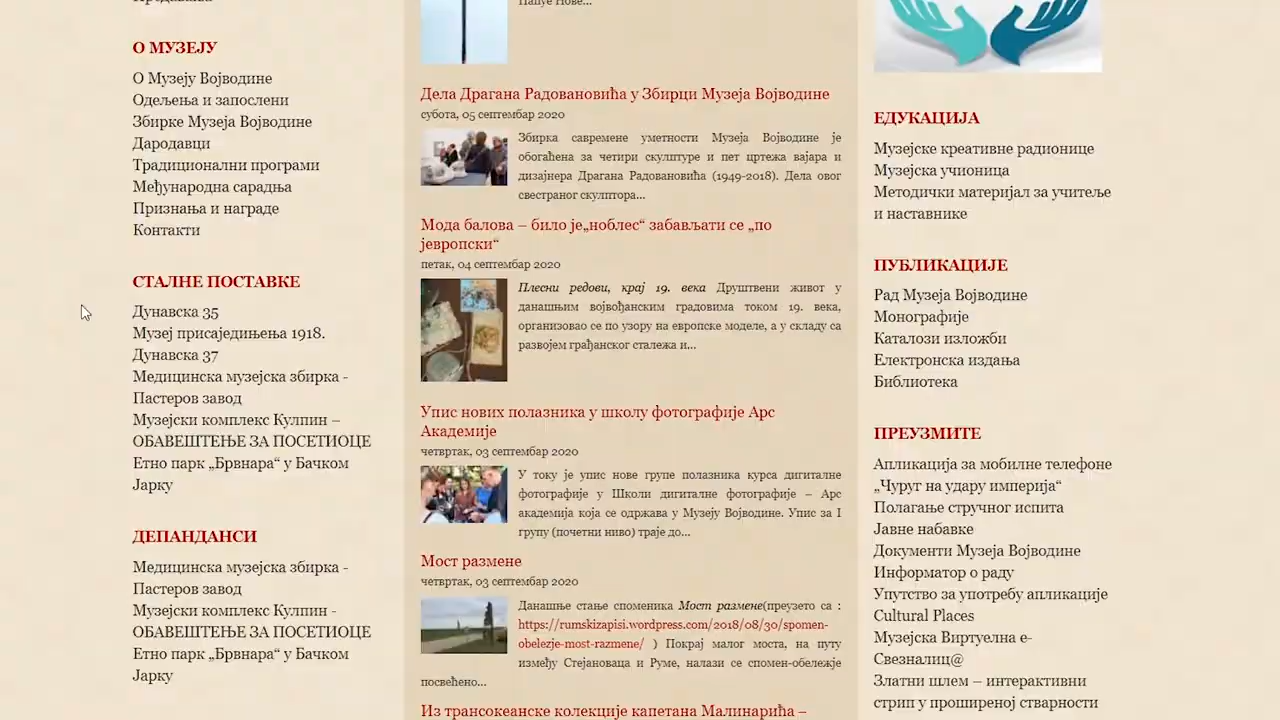 О МУЗЕЈУ
О Музеју Војводине
Одељења и запослени
Збирке Музеја Војводине
Дародавци
Традиционални програми
Међународна сарадња
Признања и награде
Контакти
СТАЛНЕ ПОСТАВКЕ
Дунавска 35
Музеј присаједињења 1918.
Дунавска 37
Медицинска музејска збирка -
Пастеров завод
Музејски комплекс Кулпин –
ОБАВЕШТЕЊЕ ЗА ПОСЕТИОЦЕ
Етно парк „Брвнара“ у Бачком
Јарку
ДЕПАНДАНСИ
Медицинска музејска збирка -
Пастеров завод
Музејски комплекс Кулпин -
ОБАВЕШТЕЊЕ ЗА ПОСЕТИОЦЕ
Етно парк „Брвнара“ у Бачком
Јарку
Дела Драгана Радовановића у Збирци Музеја Војводине
субота, 05 септембар 2020
Збирка савремене уметности Музеја Војводине је
обогаћена за четири скулптуре и пет цртежа вајара и
дизајнера Драгана Радовановића (1949-2018). Дела овог
свестраног скулптора...
Мода балова – било је„ноблес“ забављати се „по
јевропски“
петак, 04 септембар 2020
Плесни редови, крај 19. века Друштвени живот у
данашњим војвођанским градовима током 19. века,
организовао се по узору на европске моделе, а у складу са
развојем грађанског сталежа и...
Упис нових полазника у школу фотографије Арс
Академије
четвртак, 03 септембар 2020
У току је упис нове групе полазника курса дигиталне
фотографије у Школи дигиталне фотографије – Арс
академија која се одржава у Музеју Војводине. Упис за I
групу (почетни ниво) траје до...
Мост размене
четвртак, 03 септембар 2020
Данашње стање споменика Мост размене(преузето са :
https://rumskizapisi.wordpress.com/2018/08/30/spomen-
obelezje-most-razmene/ ) Покрај малог моста, на путу
између Стејановаца и Руме, налази се спомен-обележје
посвећено...
Из трансокеанске колекције капетана Малинарића –
ЕДУКАЦИЈА
Музејске креативне радионице
Музејска учионица
Методички материјал за учитеље
и наставнике
ПУБЛИКАЦИЈЕ
Рад Музеја Војводине
Монографије
Каталози изложби
Електронска издања
Библиотека
ПРЕУЗМИТЕ
Апликација за мобилне телефоне
„Чуруг на удару империја“
Полагање стручног испита
Јавне набавке
Документи Музеја Војводине
Информатор о раду
Упутство за употребу апликације
Cultural Places
Музејска Виртуелна е-
Свезналиц@
Златни шлем – интерактивни
стрип у проширеној стварности